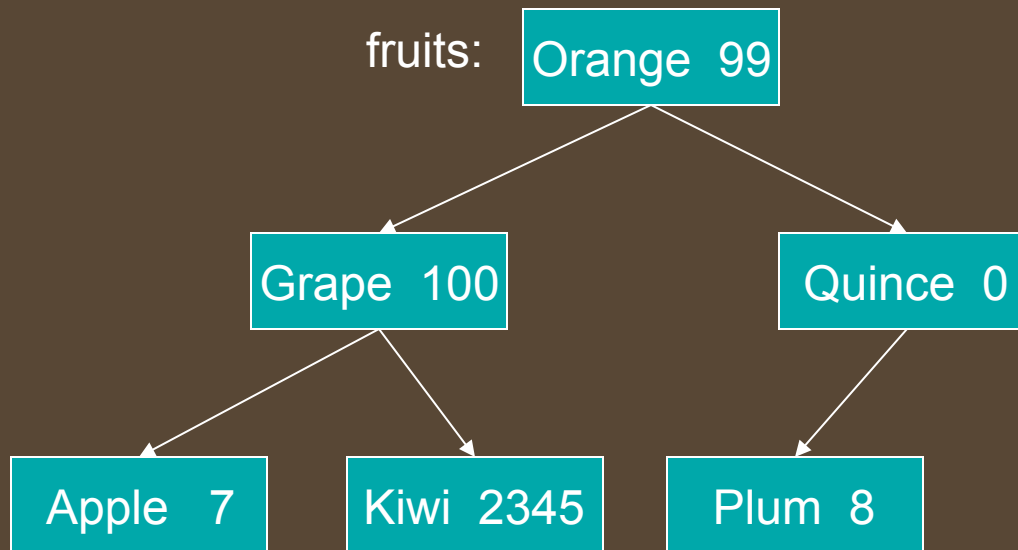 fruits:
Orange 99
Grape 100
Quince 0
Apple 7
Kiwi 2345
Plum 8